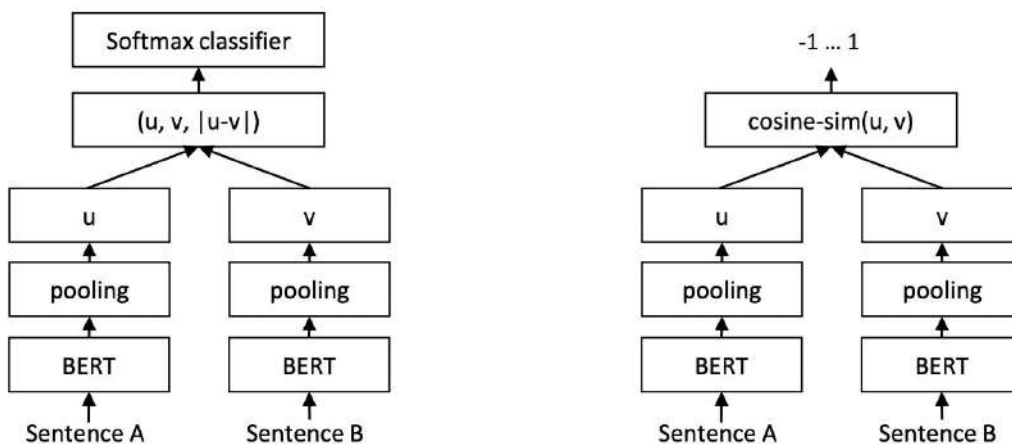 Softmax classifier
(u, v, |u-v|)
u
v
pooling
pooling
BERT
BERT
Sentence A
Sentence B
-1 … 1
cosine-sim(u, v)
u
v
pooling
pooling
BERT
BERT
Sentence A
Sentence B